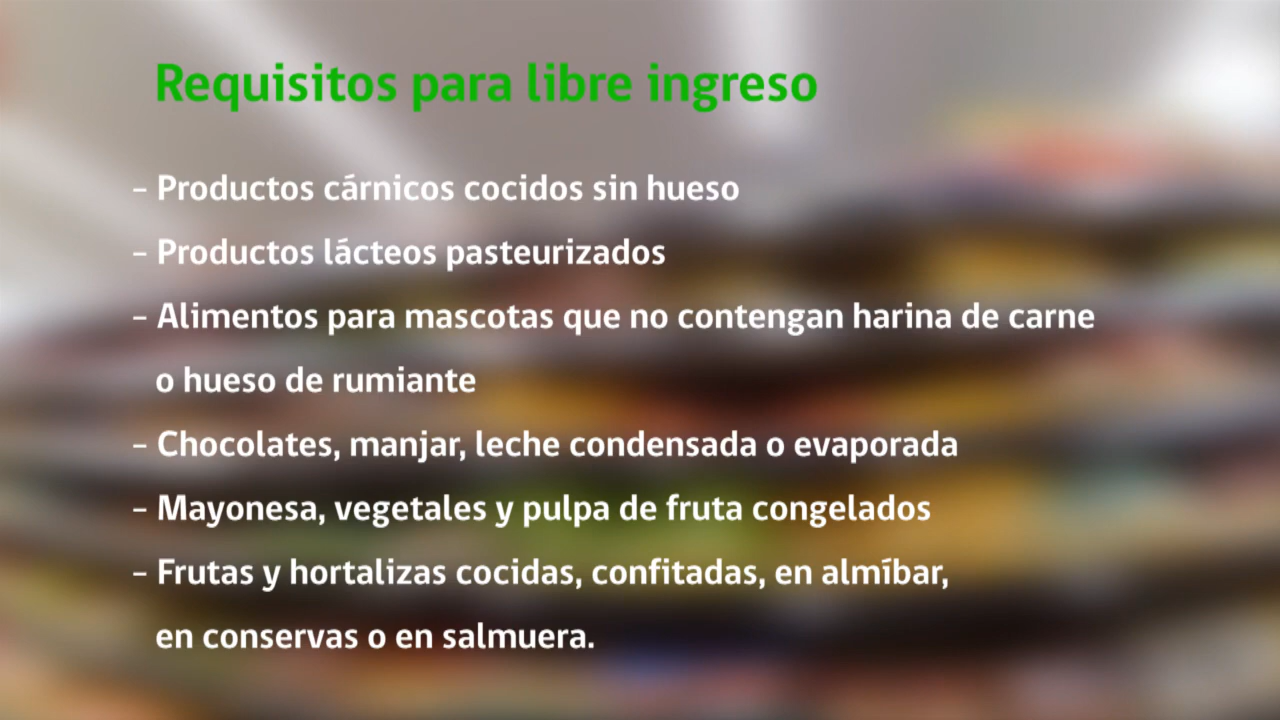 Requisitos para libre ingreso
– Productos cárnicos cocidos sin hueso
– Productos lácteos pasteurizados
– Alimentos para mascotas que no contengan harina de carne
o hueso de rumiante
– Chocolates, manjar, leche condensada o evaporada
– Mayonesa, vegetales y pulpa de fruta congelados
– Frutas y hortalizas cocidas, confitadas, en almíbar,
en conservas o en salmuera.